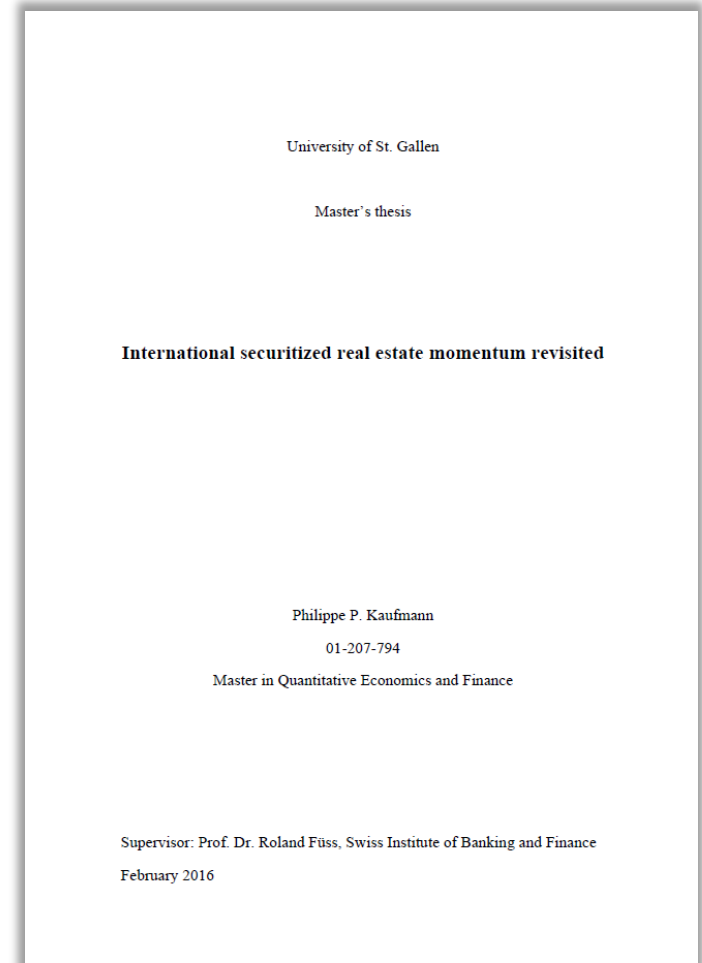 University of St. Gallen
Master's thesis
International securitized real estate momentum revisited
Philippe P. Kaufmann
01-207-794
Master in Quantitative Economics and Finance
Supervisor: Prof. Dr. Roland Füss, Swiss Institute of Banking and Finance
February 2016